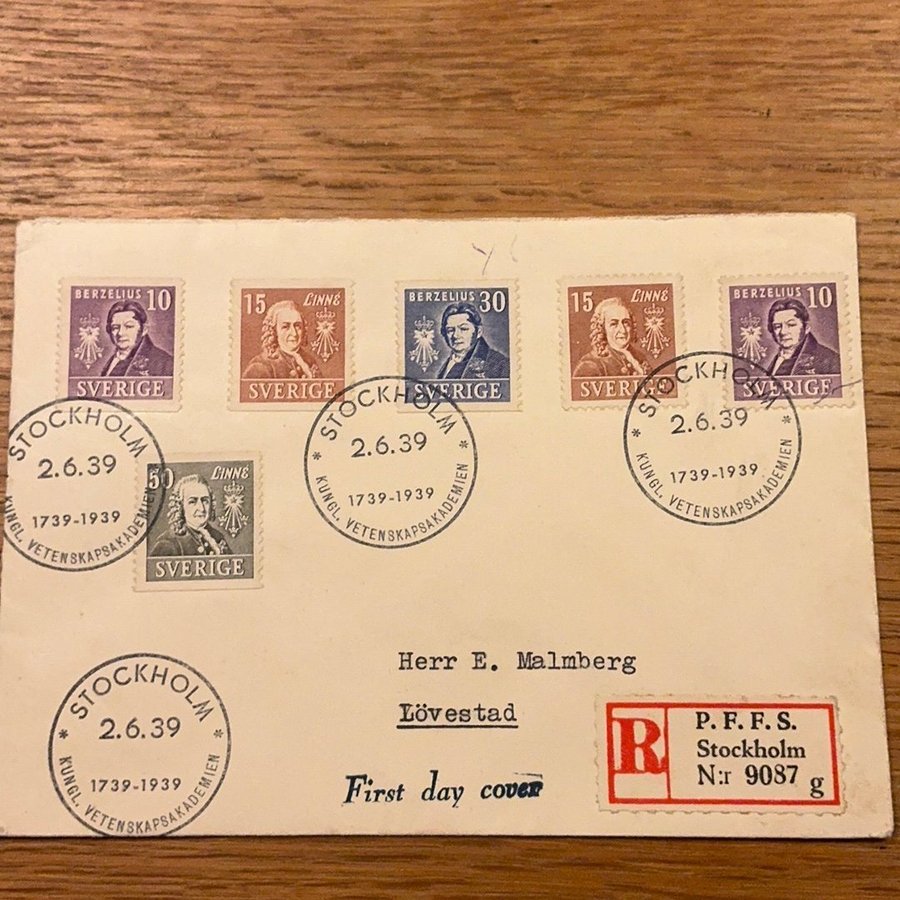 BERZELIUS 10
SVERIGE
15 LINNÉ
SVERIGE
BERZELIUS 30
SVERIGE
15 LINNÉ
SVERIGE
BERZELIUS 10
SVERIGE
STOCKHOLM
2.6.39
1739-1939
KUNGL. VETENSKAPSAKADEMIEN
50 LINNÉ
SVERIGE
STOCKHOLM
2.6.39
1739-1939
KUNGL. VETENSKAPSAKADEMIEN
STOCKHOLM
2.6.39
1739-1939
KUNGL. VETENSKAPSAKADEMIEN
Herr E. Malmberg
Lövestad
STOCKHOLM
2.6.39
1739-1939
KUNGL. VETENSKAPSAKADEMIEN
First day cover
R
P. F. F. S.
Stockholm
N:r 9087 g